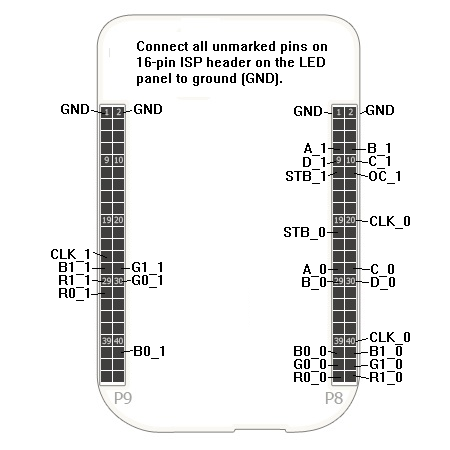 Connect all unmarked pins on
16-pin ISP header on the LED
panel to ground (GND).
GND 1 2 GND
9 10
19 20
CLK_1
B1_1 G1_1
R1_1 29 30 G0_1
R0_1
39 40
B0_1
P9
GND 1 2 GND
A_1 B_1
D_1 9 10 C_1
STB_1 OC_1
19 20 CLK_0
STB_0
A_0 C_0
B_0 29 30 D_0
39 40 CLK_0
B0_0 B1_0
G0_0 G1_0
R0_0 R1_0
P8